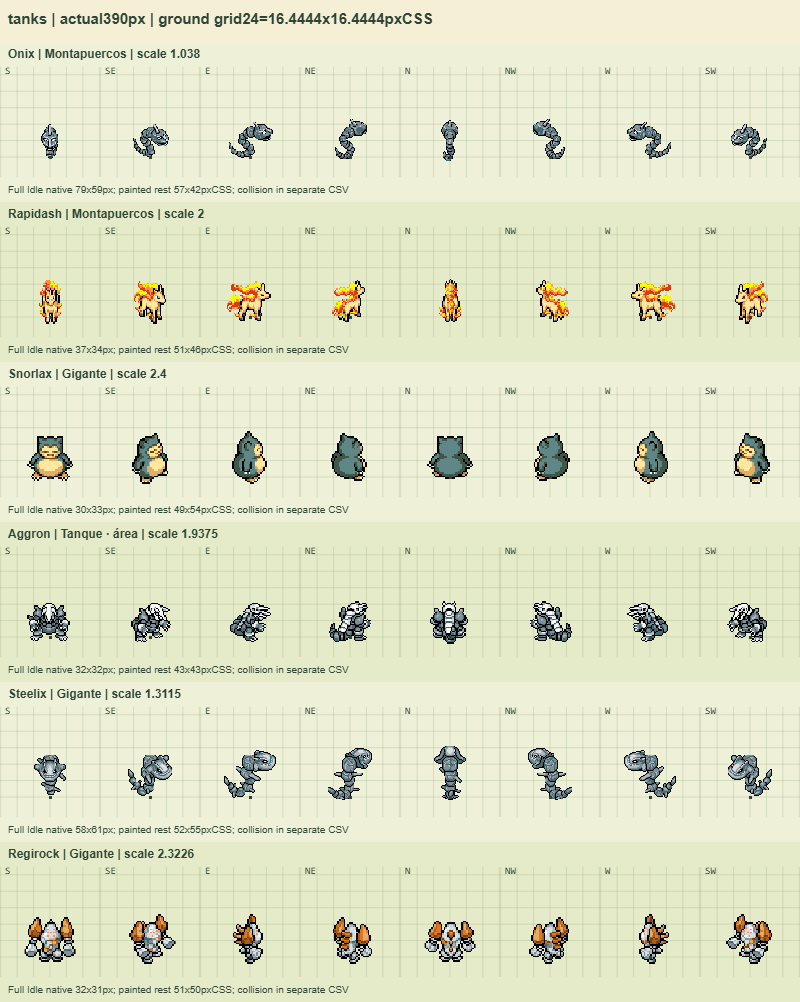 tanks | actual390px | ground grid24=16.4444x16.4444pxCSS
Onix | Montapuercos | scale 1.038
S SE E NE N NW W SW
Full Idle native 79x59px; painted rest 57x42pxCSS; collision in separate CSV
Rapidash | Montapuercos | scale 2
S SE E NE N NW W SW
Full Idle native 37x34px; painted rest 51x46pxCSS; collision in separate CSV
Snorlax | Gigante | scale 2.4
S SE E NE N NW W SW
Full Idle native 30x33px; painted rest 49x54pxCSS; collision in separate CSV
Aggron | Tanque · área | scale 1.9375
S SE E NE N NW W SW
Full Idle native 32x32px; painted rest 43x43pxCSS; collision in separate CSV
Steelix | Gigante | scale 1.3115
S SE E NE N NW W SW
Full Idle native 58x61px; painted rest 52x55pxCSS; collision in separate CSV
Regirock | Gigante | scale 2.3226
S SE E NE N NW W SW
Full Idle native 32x31px; painted rest 51x50pxCSS; collision in separate CSV